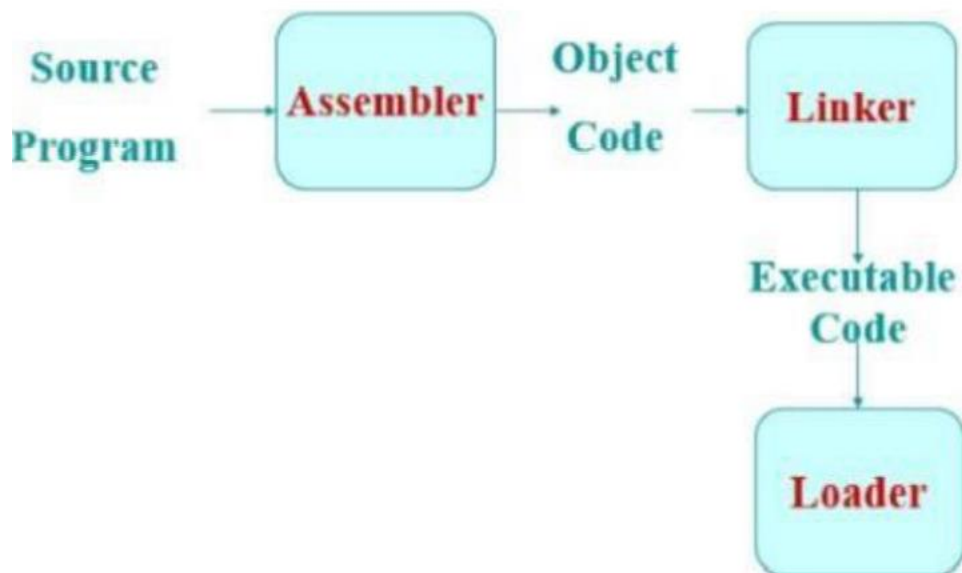 Source
Program
Assembler
Object
Code
Linker
Executable
Code
Loader